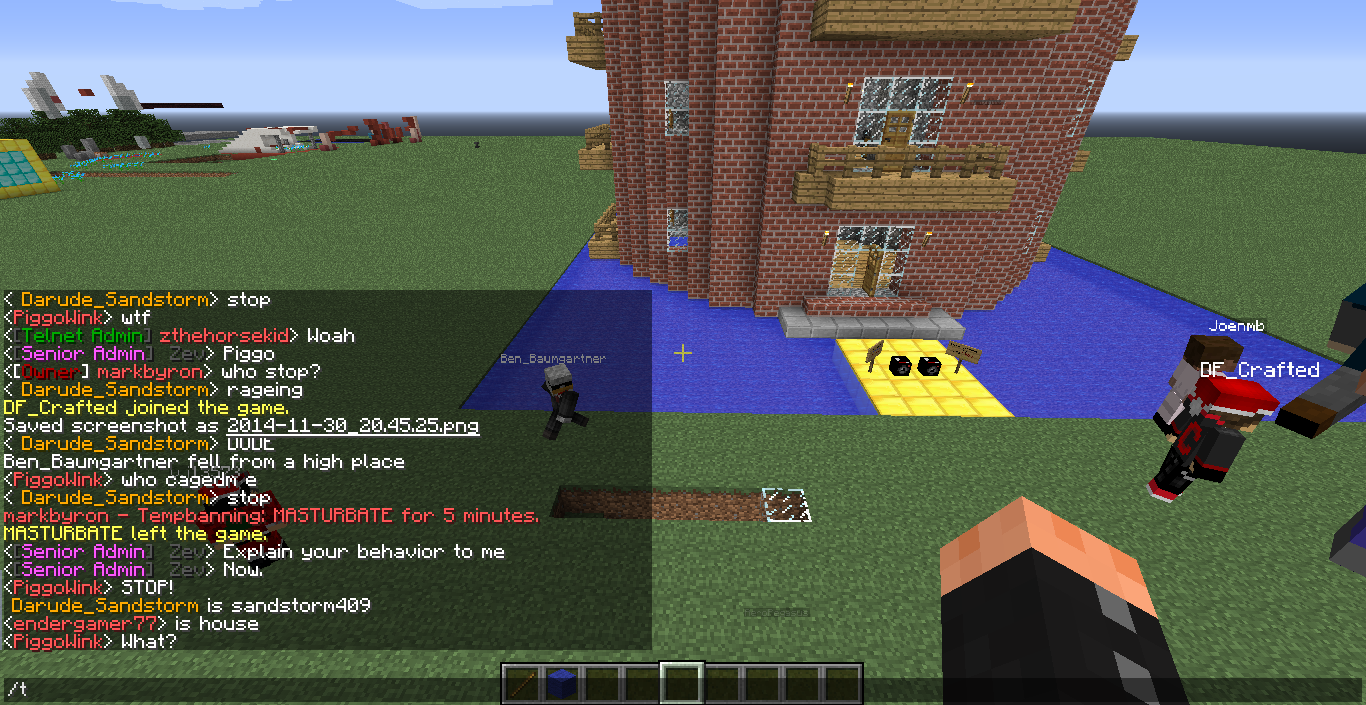 Joenmb
DF_Crafted
Ben_Baumgartner
< Darude_Sandstorm> stop
<PiggoWink> wtf
<[Telnet Admin] zthehorsekid> Woah
<[Senior Admin] Zev> Piggo
<[Owner] markbyron> who stop?
< Darude_Sandstorm> rageing
DF_Crafted joined the game.
Saved screenshot as 2014-11-30_20.45.25.png
< Darude_Sandstorm> DUDE
Ben_Baumgartner fell from a high place
<PiggoWink> who cagedm e
< Darude_Sandstorm> stop
markbyron - Tempbanning: MASTURBATE for 5 minutes.
MASTURBATE left the game.
<[Senior Admin] Zev> Explain your behavior to me
<[Senior Admin] Zev> Now.
<PiggoWink> STOP!
Darude_Sandstorm is sandstorm409
<endergamer77> is house
<PiggoWink> What?
/t